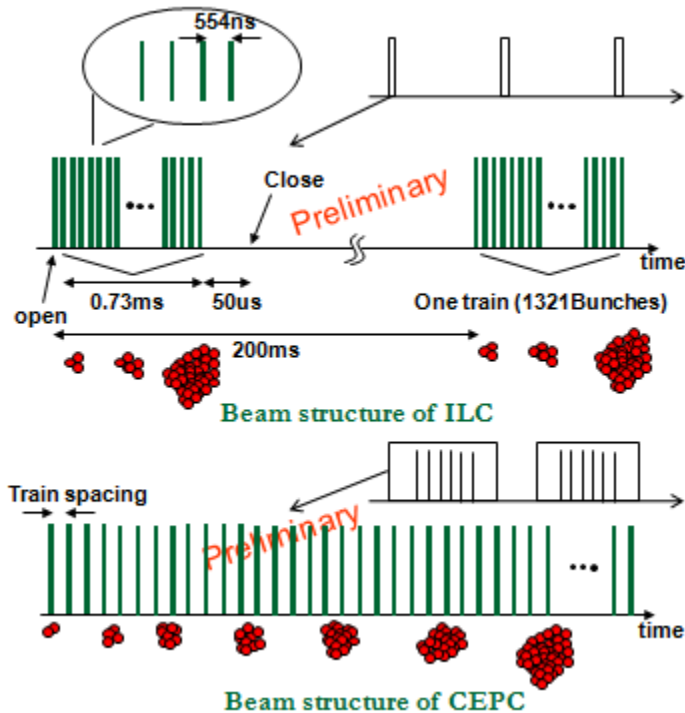 554ns
Close
Preliminary
time
open
0.73ms
50us
One train (1321Bunches)
200ms
Beam structure of ILC
Train spacing
Preliminary
time
Beam structure of CEPC